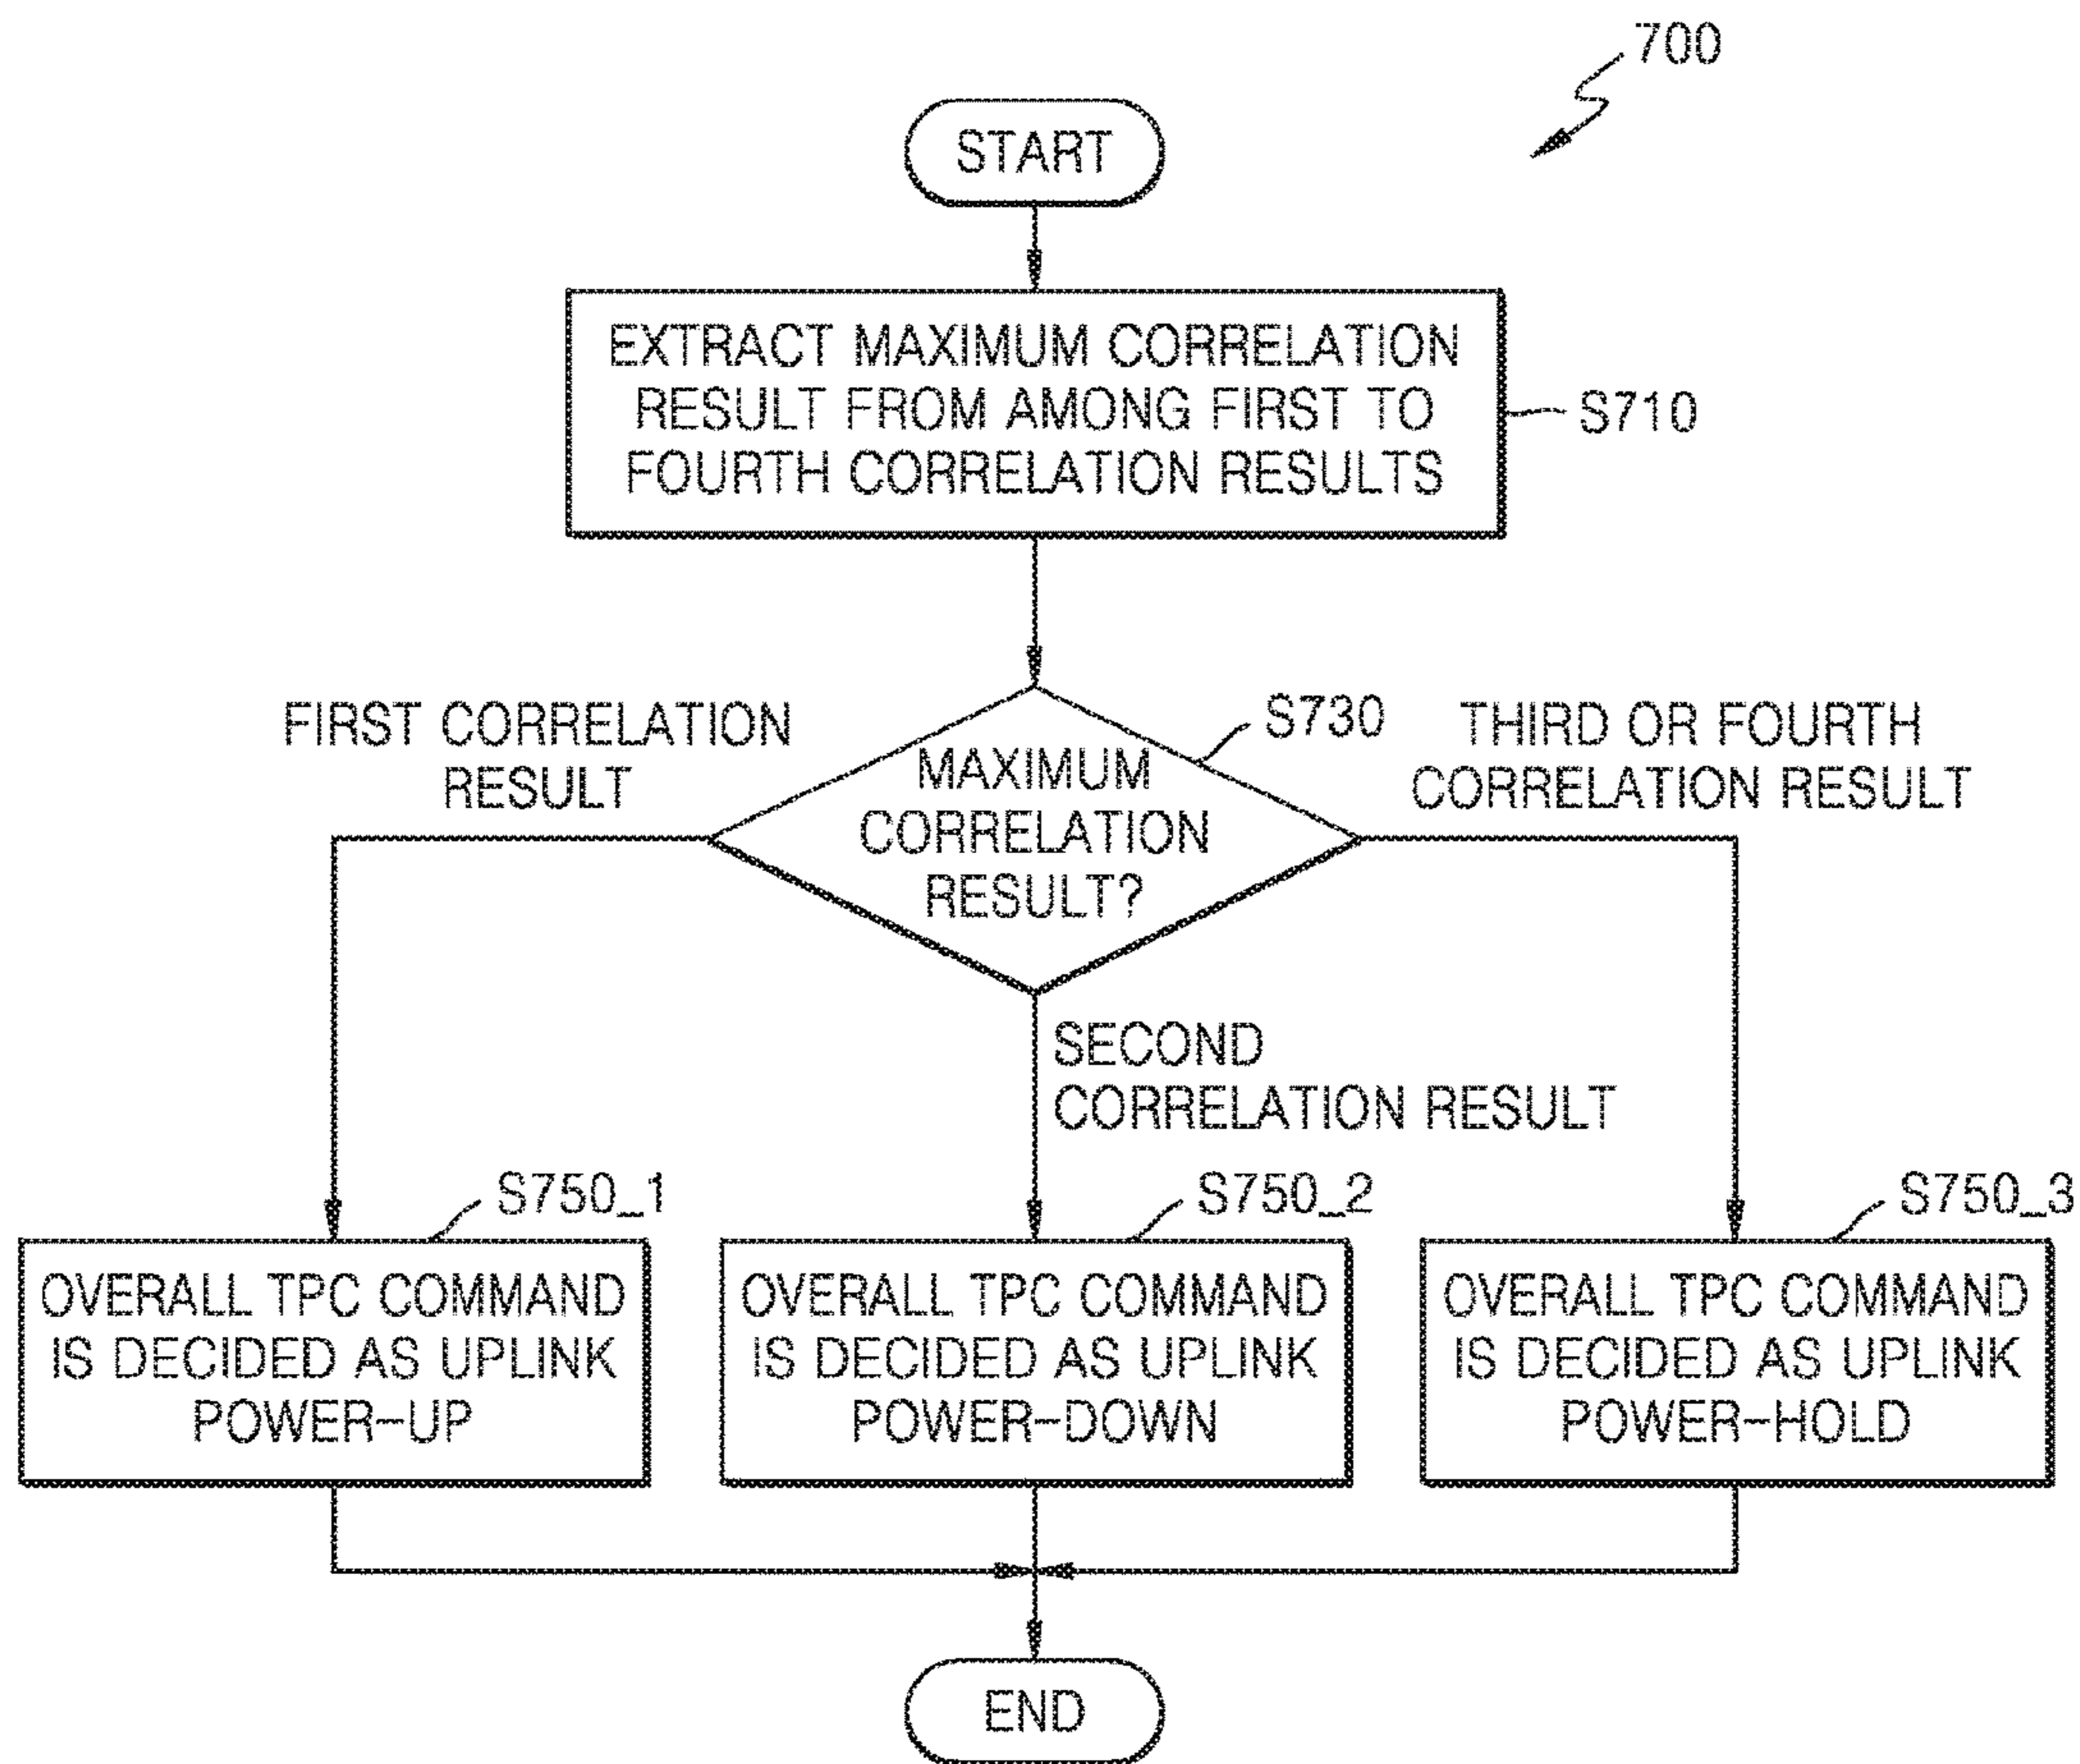 700
START
EXTRACT MAXIMUM CORRELATION
RESULT FROM AMONG FIRST TO
FOURTH CORRELATION RESULTS
S710
FIRST CORRELATION
RESULT
S730
MAXIMUM
CORRELATION
RESULT?
THIRD OR FOURTH
CORRELATION RESULT
SECOND
CORRELATION RESULT
S750_1
OVERALL TPC COMMAND
IS DECIDED AS UPLINK
POWER-UP
S750_2
OVERALL TPC COMMAND
IS DECIDED AS UPLINK
POWER-DOWN
S750_3
OVERALL TPC COMMAND
IS DECIDED AS UPLINK
POWER-HOLD
END